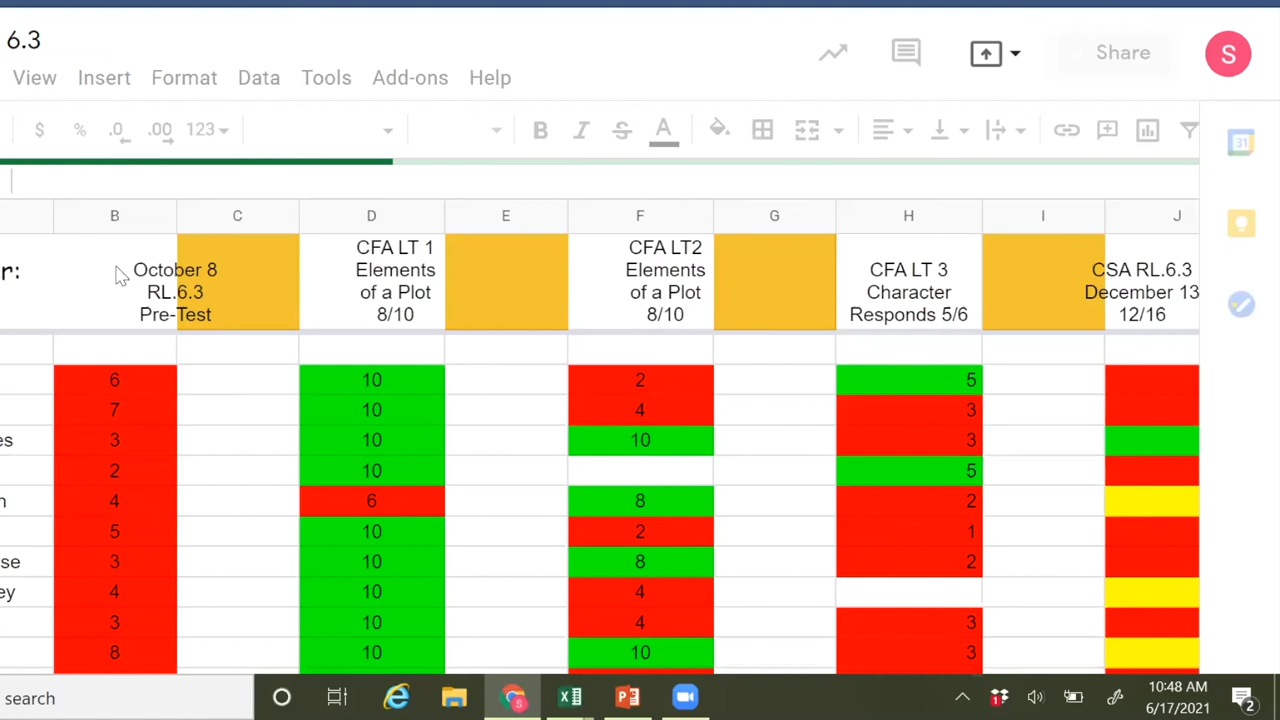 6.3
View Insert Format Data Tools Add-ons Help
Share
S
$ % .0 .00 123
B I S A
31
B C D E F G H I J
r:
October 8
RL.6.3
Pre-Test
CFA LT 1
Elements
of a Plot
8/10
CFA LT2
Elements
of a Plot
8/10
CFA LT 3
Character
Responds 5/6
CSA RL.6.3
December 13
12/16
6 10 2 5
7 10 4 3
es 3 10 10 3
2 10 5
n 4 6 8 2
5 10 2 1
se 3 10 8 2
ey 4 10 4
3 10 4 3
8 10 10 3
search
S
1
10:48 AM
6/17/2021
2